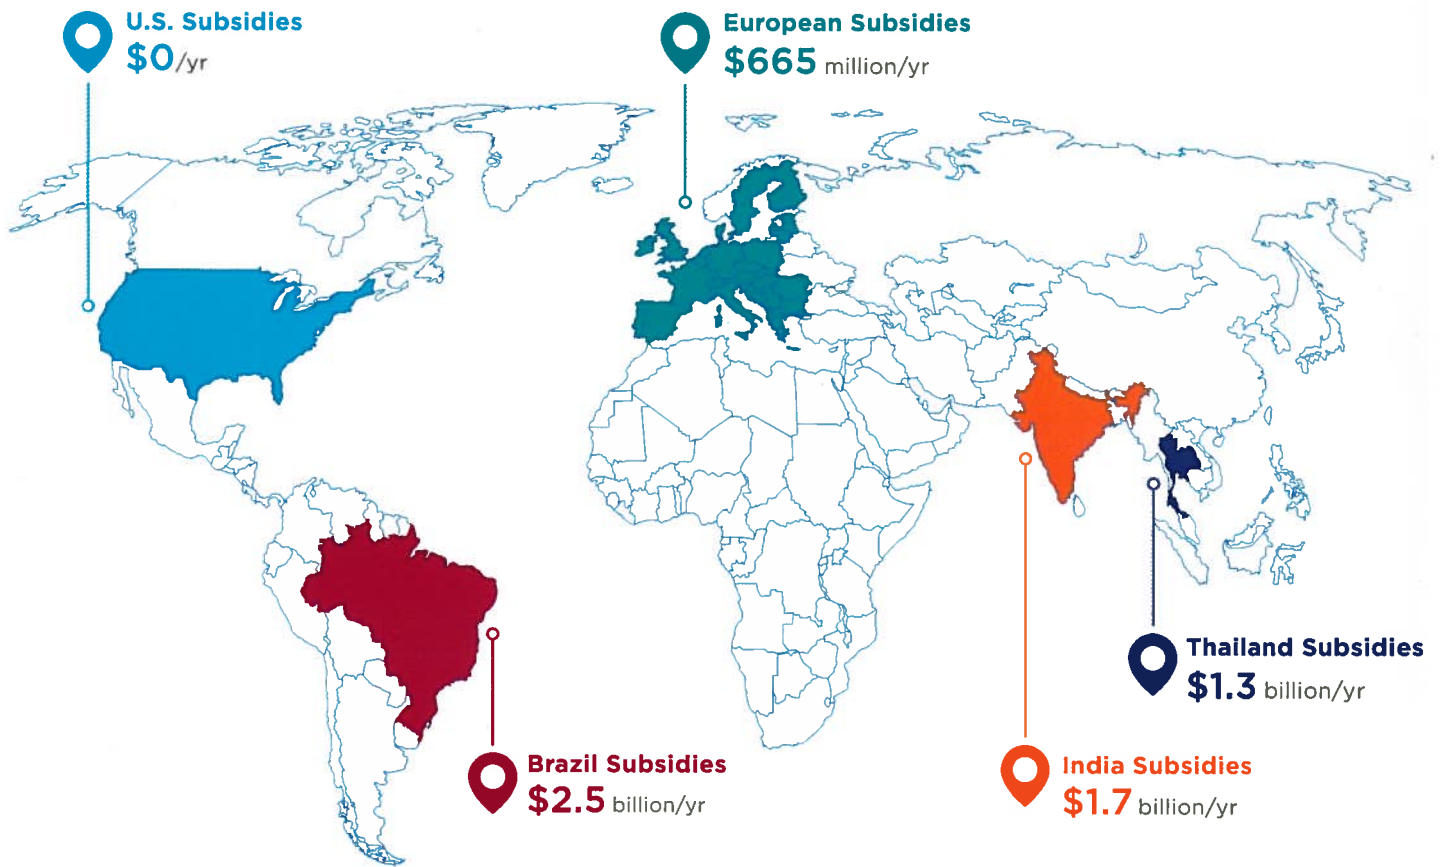 U.S. Subsidies
$0/yr
European Subsidies
$665 million/yr
Thailand Subsidies
$1.3 billion/yr
Brazil Subsidies
$2.5 billion/yr
India Subsidies
$1.7 billion/yr